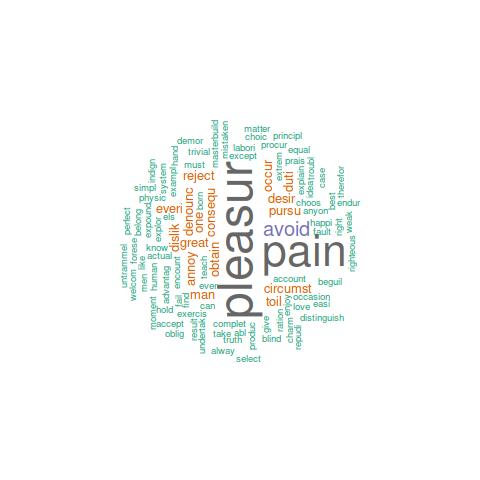 matter
choic
principl
demor
labori
procur
trivial
masterbuild
mistaken
except
equal
hand
must
prais
extrem
indign
system
exampl
reject
occur
duti
explain
idea
troubl
case
therefor
simpl
physic
denounc
one
born
consequ
desir
choos
best
endur
everi
els
pursu
anyon
perfect
expound
belong
explor
dislik
happi
right
weak
pleasur
avoid
fault
great
know
pain
actual
annoy
obtain
untrammel
welcom
forese
men
like
human
advantag
encount
teach
righteous
even
account
beguil
man
circumst
moment
hold
fail
find
can
toil
enjoy
occasion
love
easi
exercis
accept
result
complet
give
ration
distinguish
oblig
undertak
take
abl
produc
blind
charm
repudi
truth
alway
select